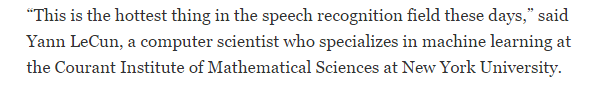 “This is the hottest thing in the speech recognition field these days,” said
Yann LeCun, a computer scientist who specializes in machine learning at
the Courant Institute of Mathematical Sciences at New York University.